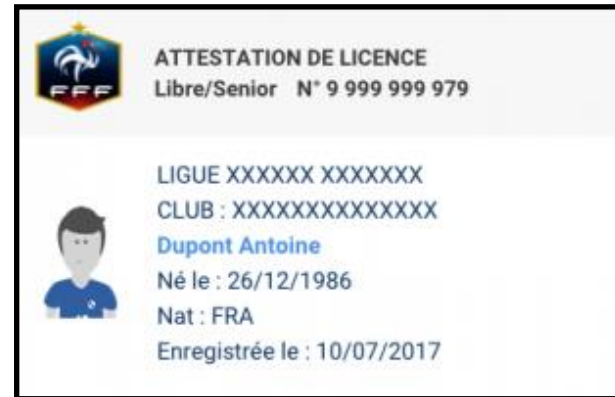 FFF
ATTESTATION DE LICENCE
Libre/Senior N° 9 999 999 979
LIGUE XXXXXX XXXXXXX
CLUB : XXXXXXXXXXXXXX
Dupont Antoine
Né le : 26/12/1986
Nat : FRA
Enregistrée le : 10/07/2017